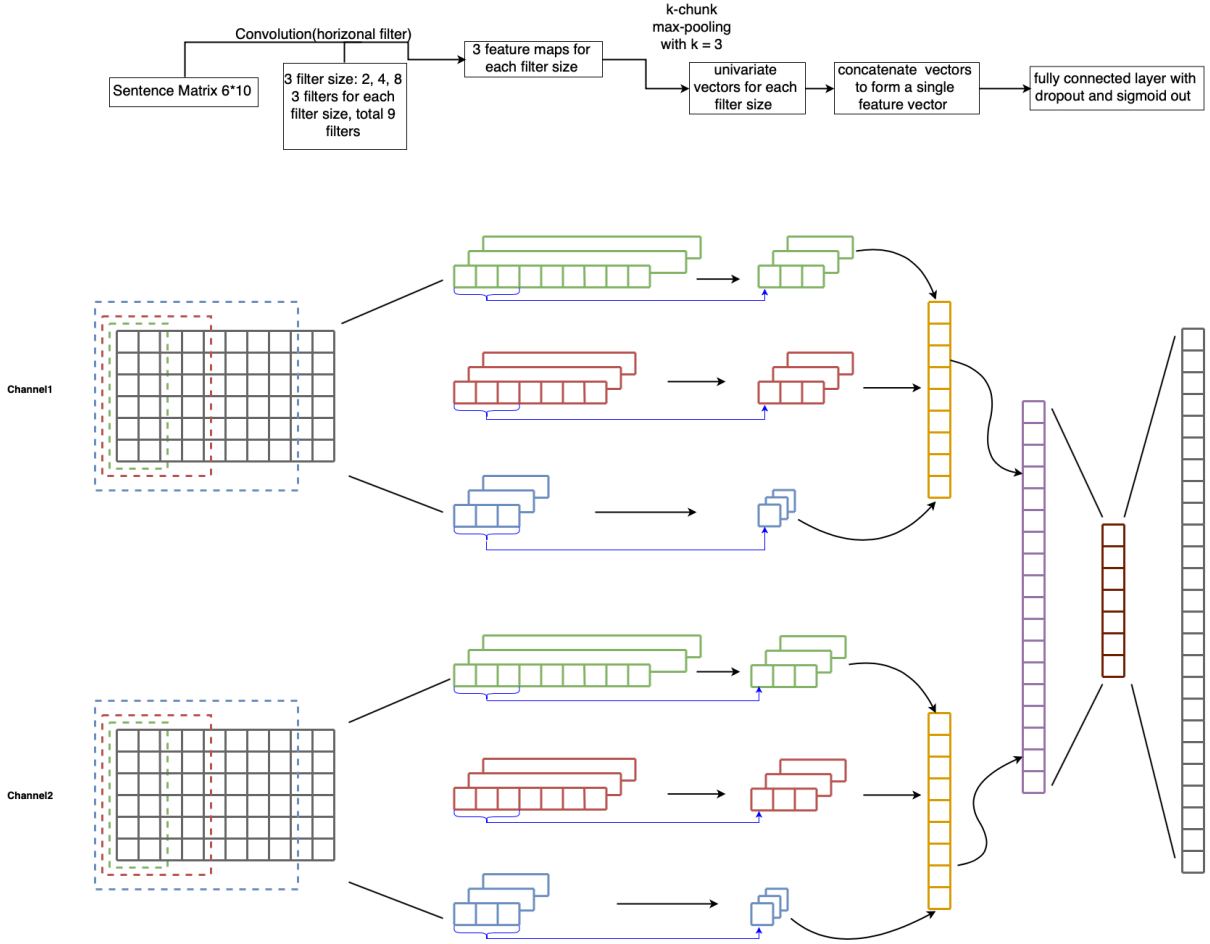 k-chunk
max-pooling
with k = 3
Convolution(horizonal filter)
Sentence Matrix 6*10
3 filter size: 2, 4, 8
3 filters for each
filter size, total 9
filters
3 feature maps for
each filter size
univariate
vectors for each
filter size
concatenate vectors
to form a single
feature vector
fully connected layer with
dropout and sigmoid out
Channel1
Channel2